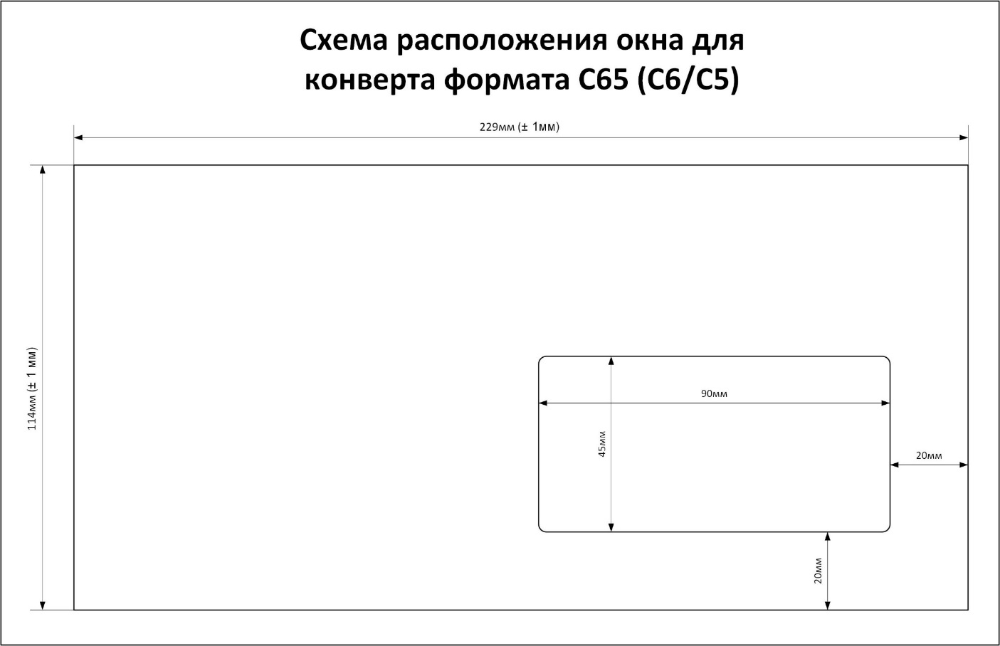 Схема расположения окна для
конверта формата С65 (С6/С5)
229мм (± 1мм)
114мм (± 1 мм)
90мм
45мм
20мм
20мм